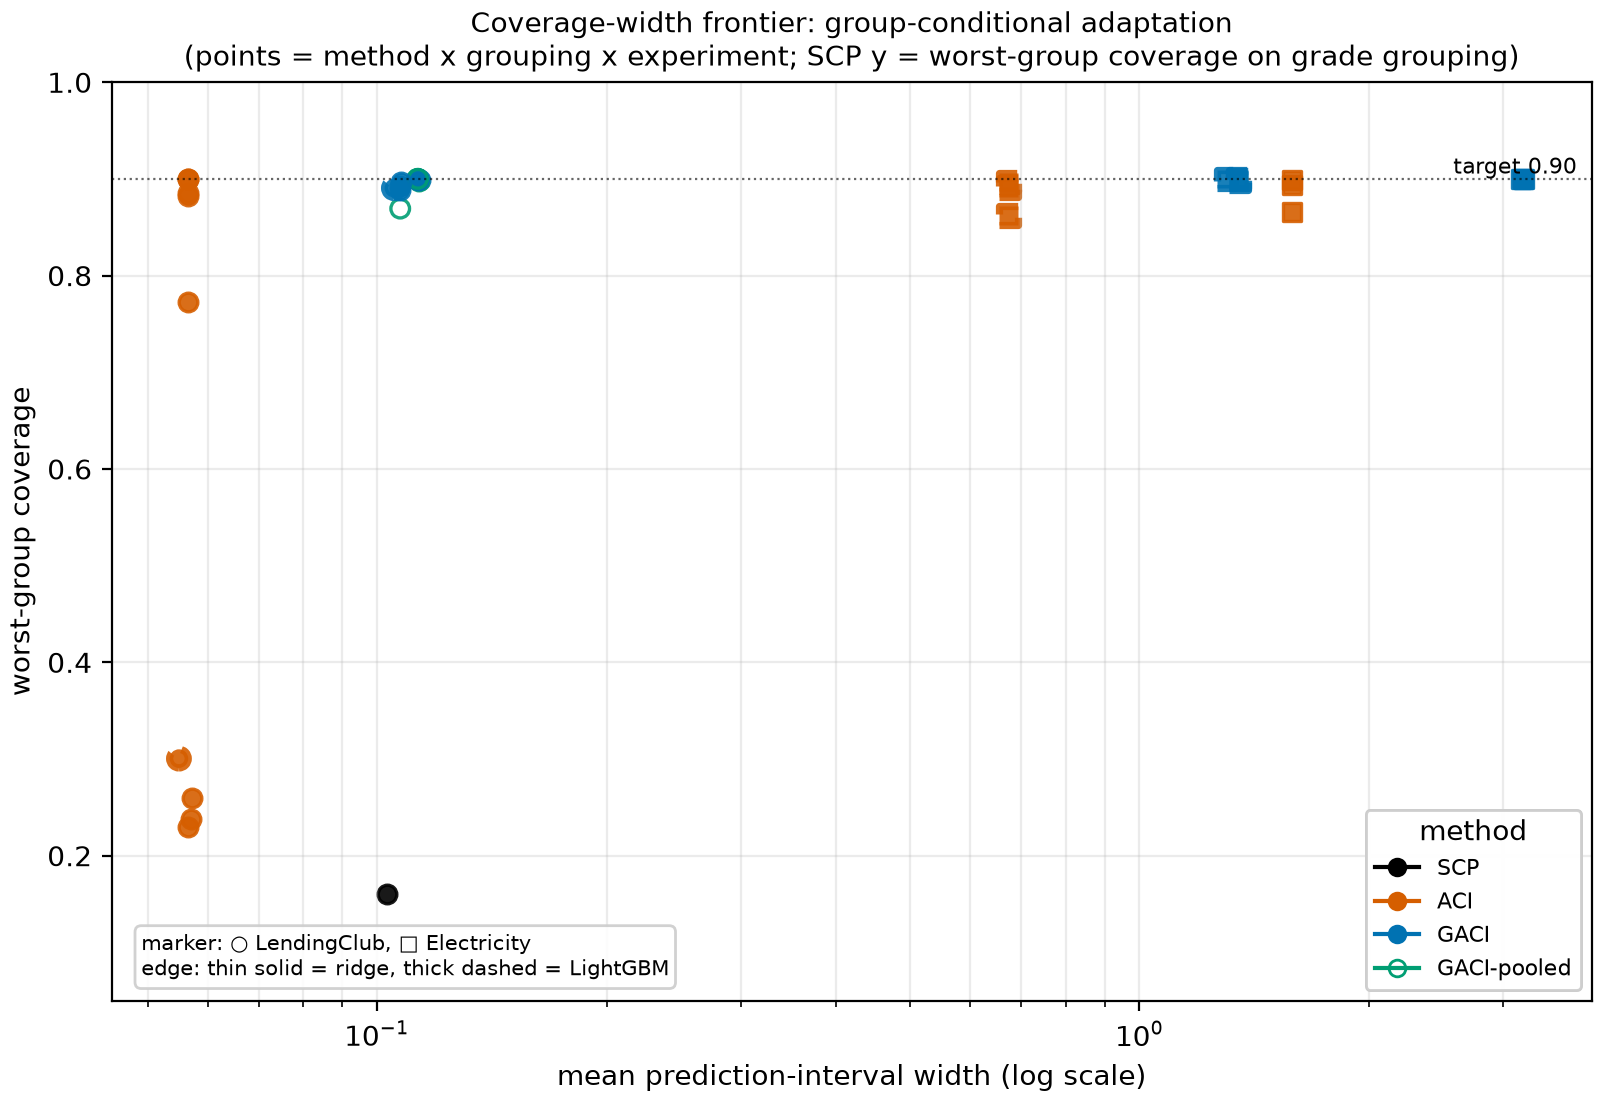 Coverage-width frontier: group-conditional adaptation
(points = method x grouping x experiment; SCP y = worst-group coverage on grade grouping)
1.0
0.8
0.6
0.4
0.2
worst-group coverage
target 0.90
method
SCP
ACI
GACI
GACI-pooled
marker: ○ LendingClub, □ Electricity
edge: thin solid = ridge, thick dashed = LightGBM
10⁻¹
10⁰
mean prediction-interval width (log scale)